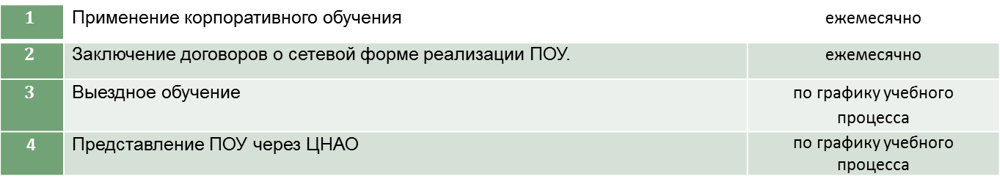 1 Применение корпоративного обучения ежемесячно
2 Заключение договоров о сетевой форме реализации ПОУ. ежемесячно
3 Выездное обучение по графику учебного
процесса
4 Представление ПОУ через ЦНАО по графику учебного
процесса